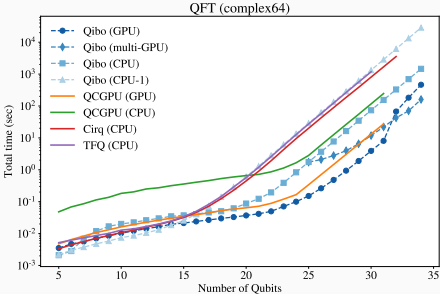 QFT (complex64)
Qibo (GPU)
Qibo (multi-GPU)
Qibo (CPU)
Qibo (CPU-1)
QCGPU (GPU)
QCGPU (CPU)
Cirq (CPU)
TFQ (CPU)
Total time (sec)
10^4
10^3
10^2
10^1
10^0
10^-1
10^-2
10^-3
5 10 15 20 25 30 35
Number of Qubits